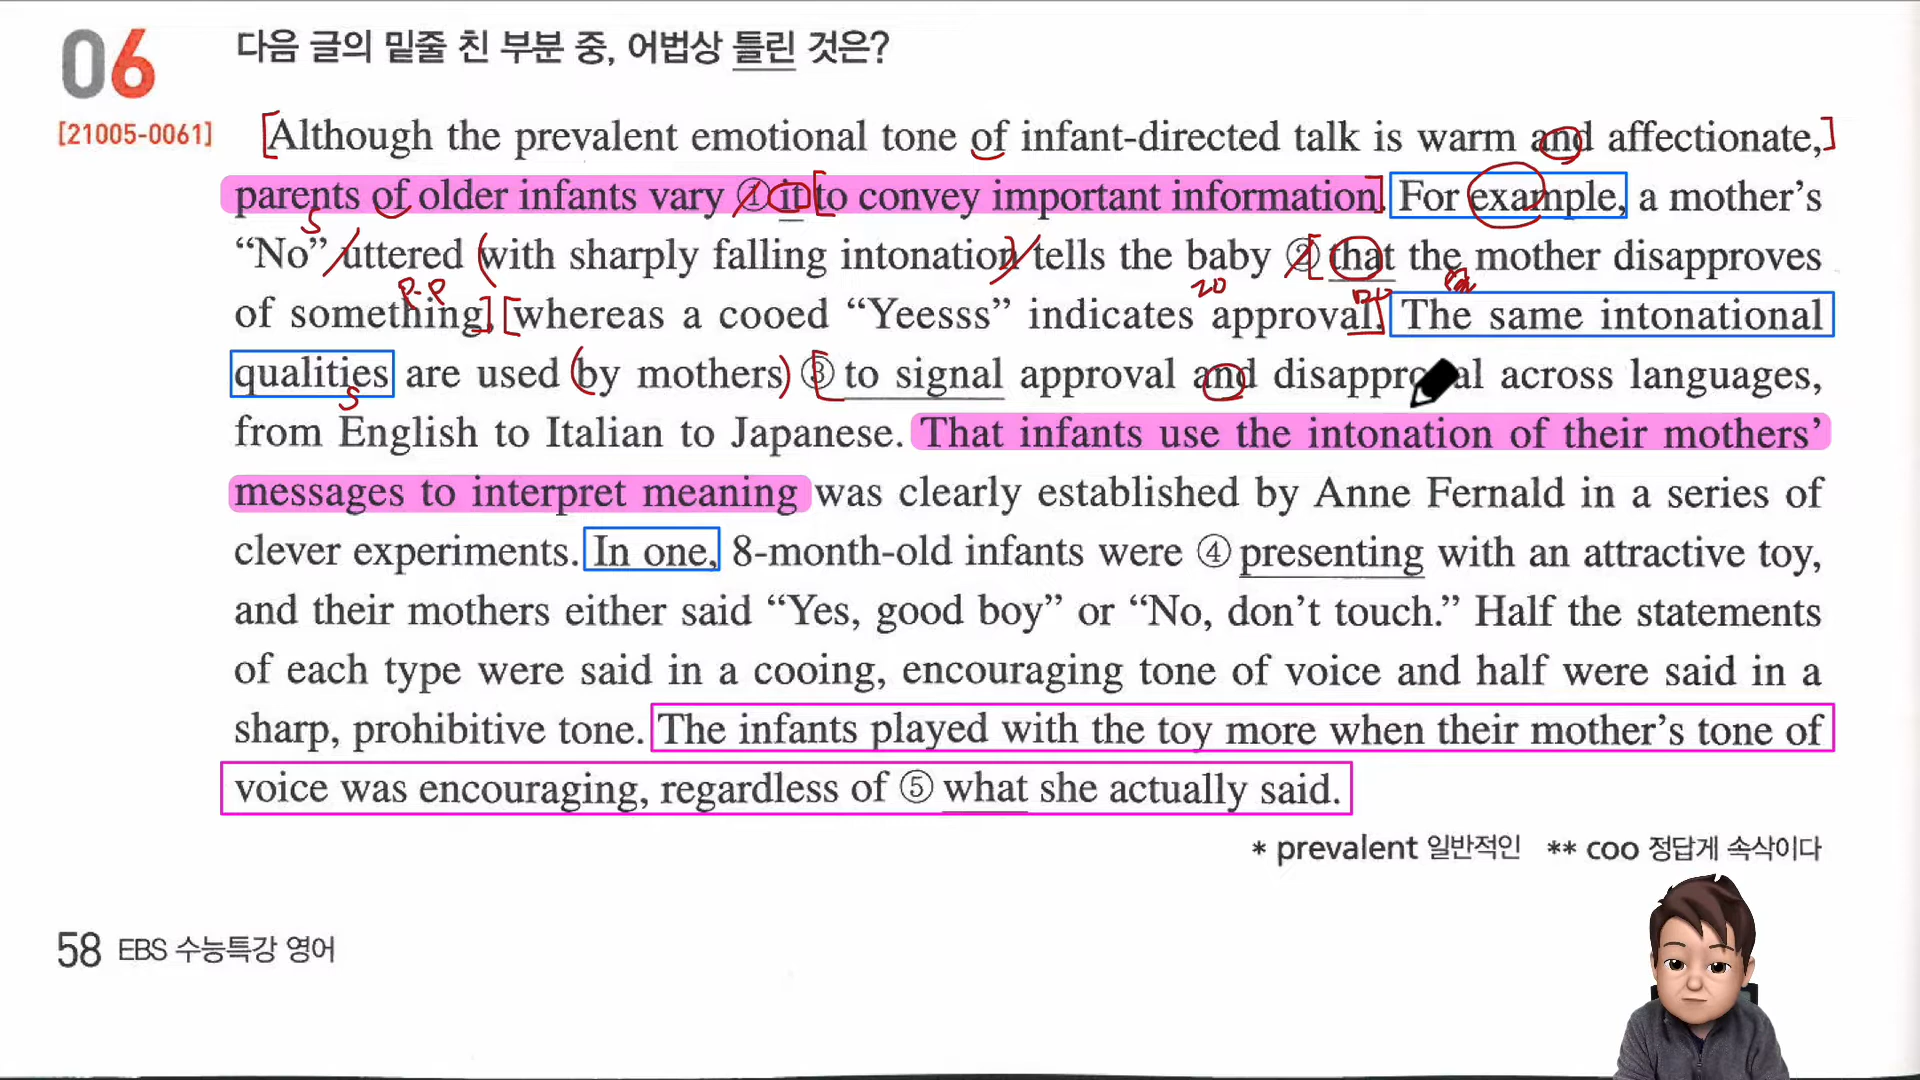 06
다음 글의 밑줄 친 부분 중, 어법상 틀린 것은?
[21005-0061]
Although the prevalent emotional tone of infant-directed talk is warm and affectionate,
parents of older infants vary ① it to convey important information. For example, a mother's
S
"No" uttered with sharply falling intonation tells the baby ② that the mother disapproves
P.P
of something, whereas a cooed "Yeesss" indicates approval. The same intonational
qualities are used by mothers ③ to signal approval and disapproval across languages,
S
from English to Italian to Japanese. That infants use the intonation of their mothers'
messages to interpret meaning was clearly established by Anne Fernald in a series of
clever experiments. In one, 8-month-old infants were ④ presenting with an attractive toy,
and their mothers either said "Yes, good boy" or "No, don't touch." Half the statements
of each type were said in a cooing, encouraging tone of voice and half were said in a
sharp, prohibitive tone. The infants played with the toy more when their mother's tone of
voice was encouraging, regardless of ⑤ what she actually said.
* prevalent 일반적인 ** coo 정답게 속삭이다
58 EBS 수능특강 영어